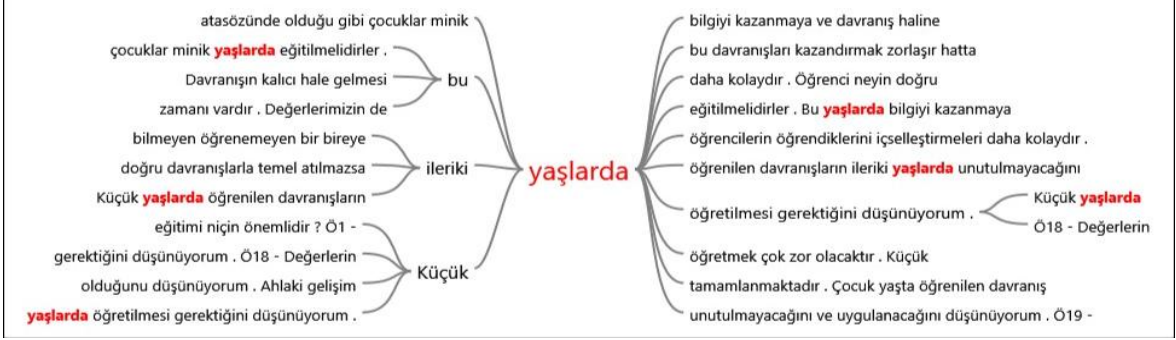 atasözünde olduğu gibi çocuklar minik
çocuklar minik yaşlarda eğitilmelidirler .
Davranışın kalıcı hale gelmesi
zamanı vardır . Değerlerimizin de
bu
bilmeyen öğrenemeyen bir bireye
doğru davranışlarla temel atılmazsa
Küçük yaşlarda öğrenilen davranışların
ileriki
eğitimi niçin önemlidir ? Ö1 -
gerektiğini düşünüyorum . Ö18 - Değerlerin
olduğunu düşünüyorum . Ahlaki gelişim
yaşlarda öğretilmesi gerektiğini düşünüyorum .
Küçük
yaşlarda
bilgiyi kazanmaya ve davranış haline
bu davranışları kazandırmak zorlaşır hatta
daha kolaydır . Öğrenci neyin doğru
eğitilmelidirler . Bu yaşlarda bilgiyi kazanmaya
öğrencilerin öğrendiklerini içselleştirmeleri daha kolaydır .
öğrenilen davranışların ileriki yaşlarda unutulmayacağını
öğretilmesi gerektiğini düşünüyorum .
Küçük yaşlarda
Ö18 - Değerlerin
öğretmek çok zor olacaktır . Küçük
tamamlanmaktadır . Çocuk yaşta öğrenilen davranış
unutulmayacağını ve uygulanacağını düşünüyorum . Ö19 -